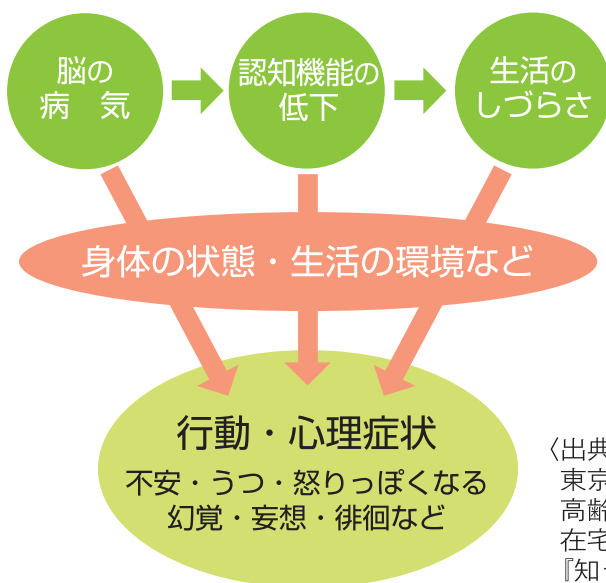 脳の
病　気
認知機能の
低下
生活の
しづらさ
身体の状態・生活の環境など
行動・心理症状
不安・うつ・怒りっぽくなる
幻覚・妄想・徘徊など
〈出典
東京
高齢
在宅
『知っ